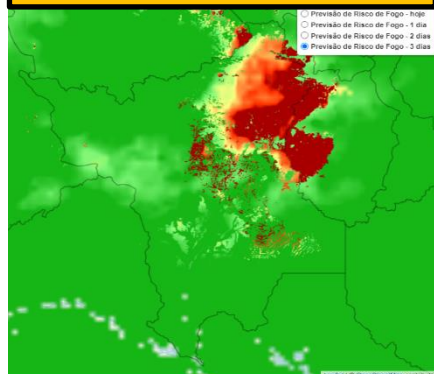 Previsão de Risco de Fogo - hoje
Previsão de Risco de Fogo - 1 dia
Previsão de Risco de Fogo - 2 dias
Previsão de Risco de Fogo - 3 dias